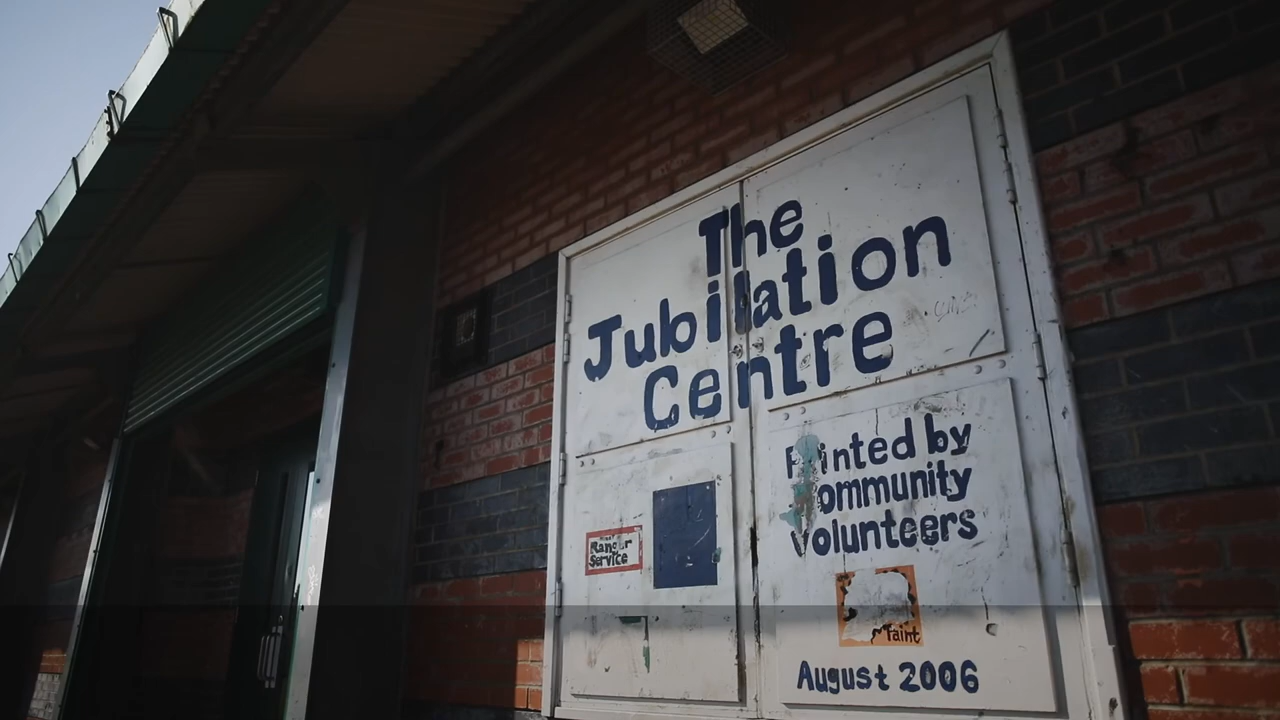 The
Jubilation
Centre
Painted by
Community
Volunteers
Ranger
Service
Paint
August 2006